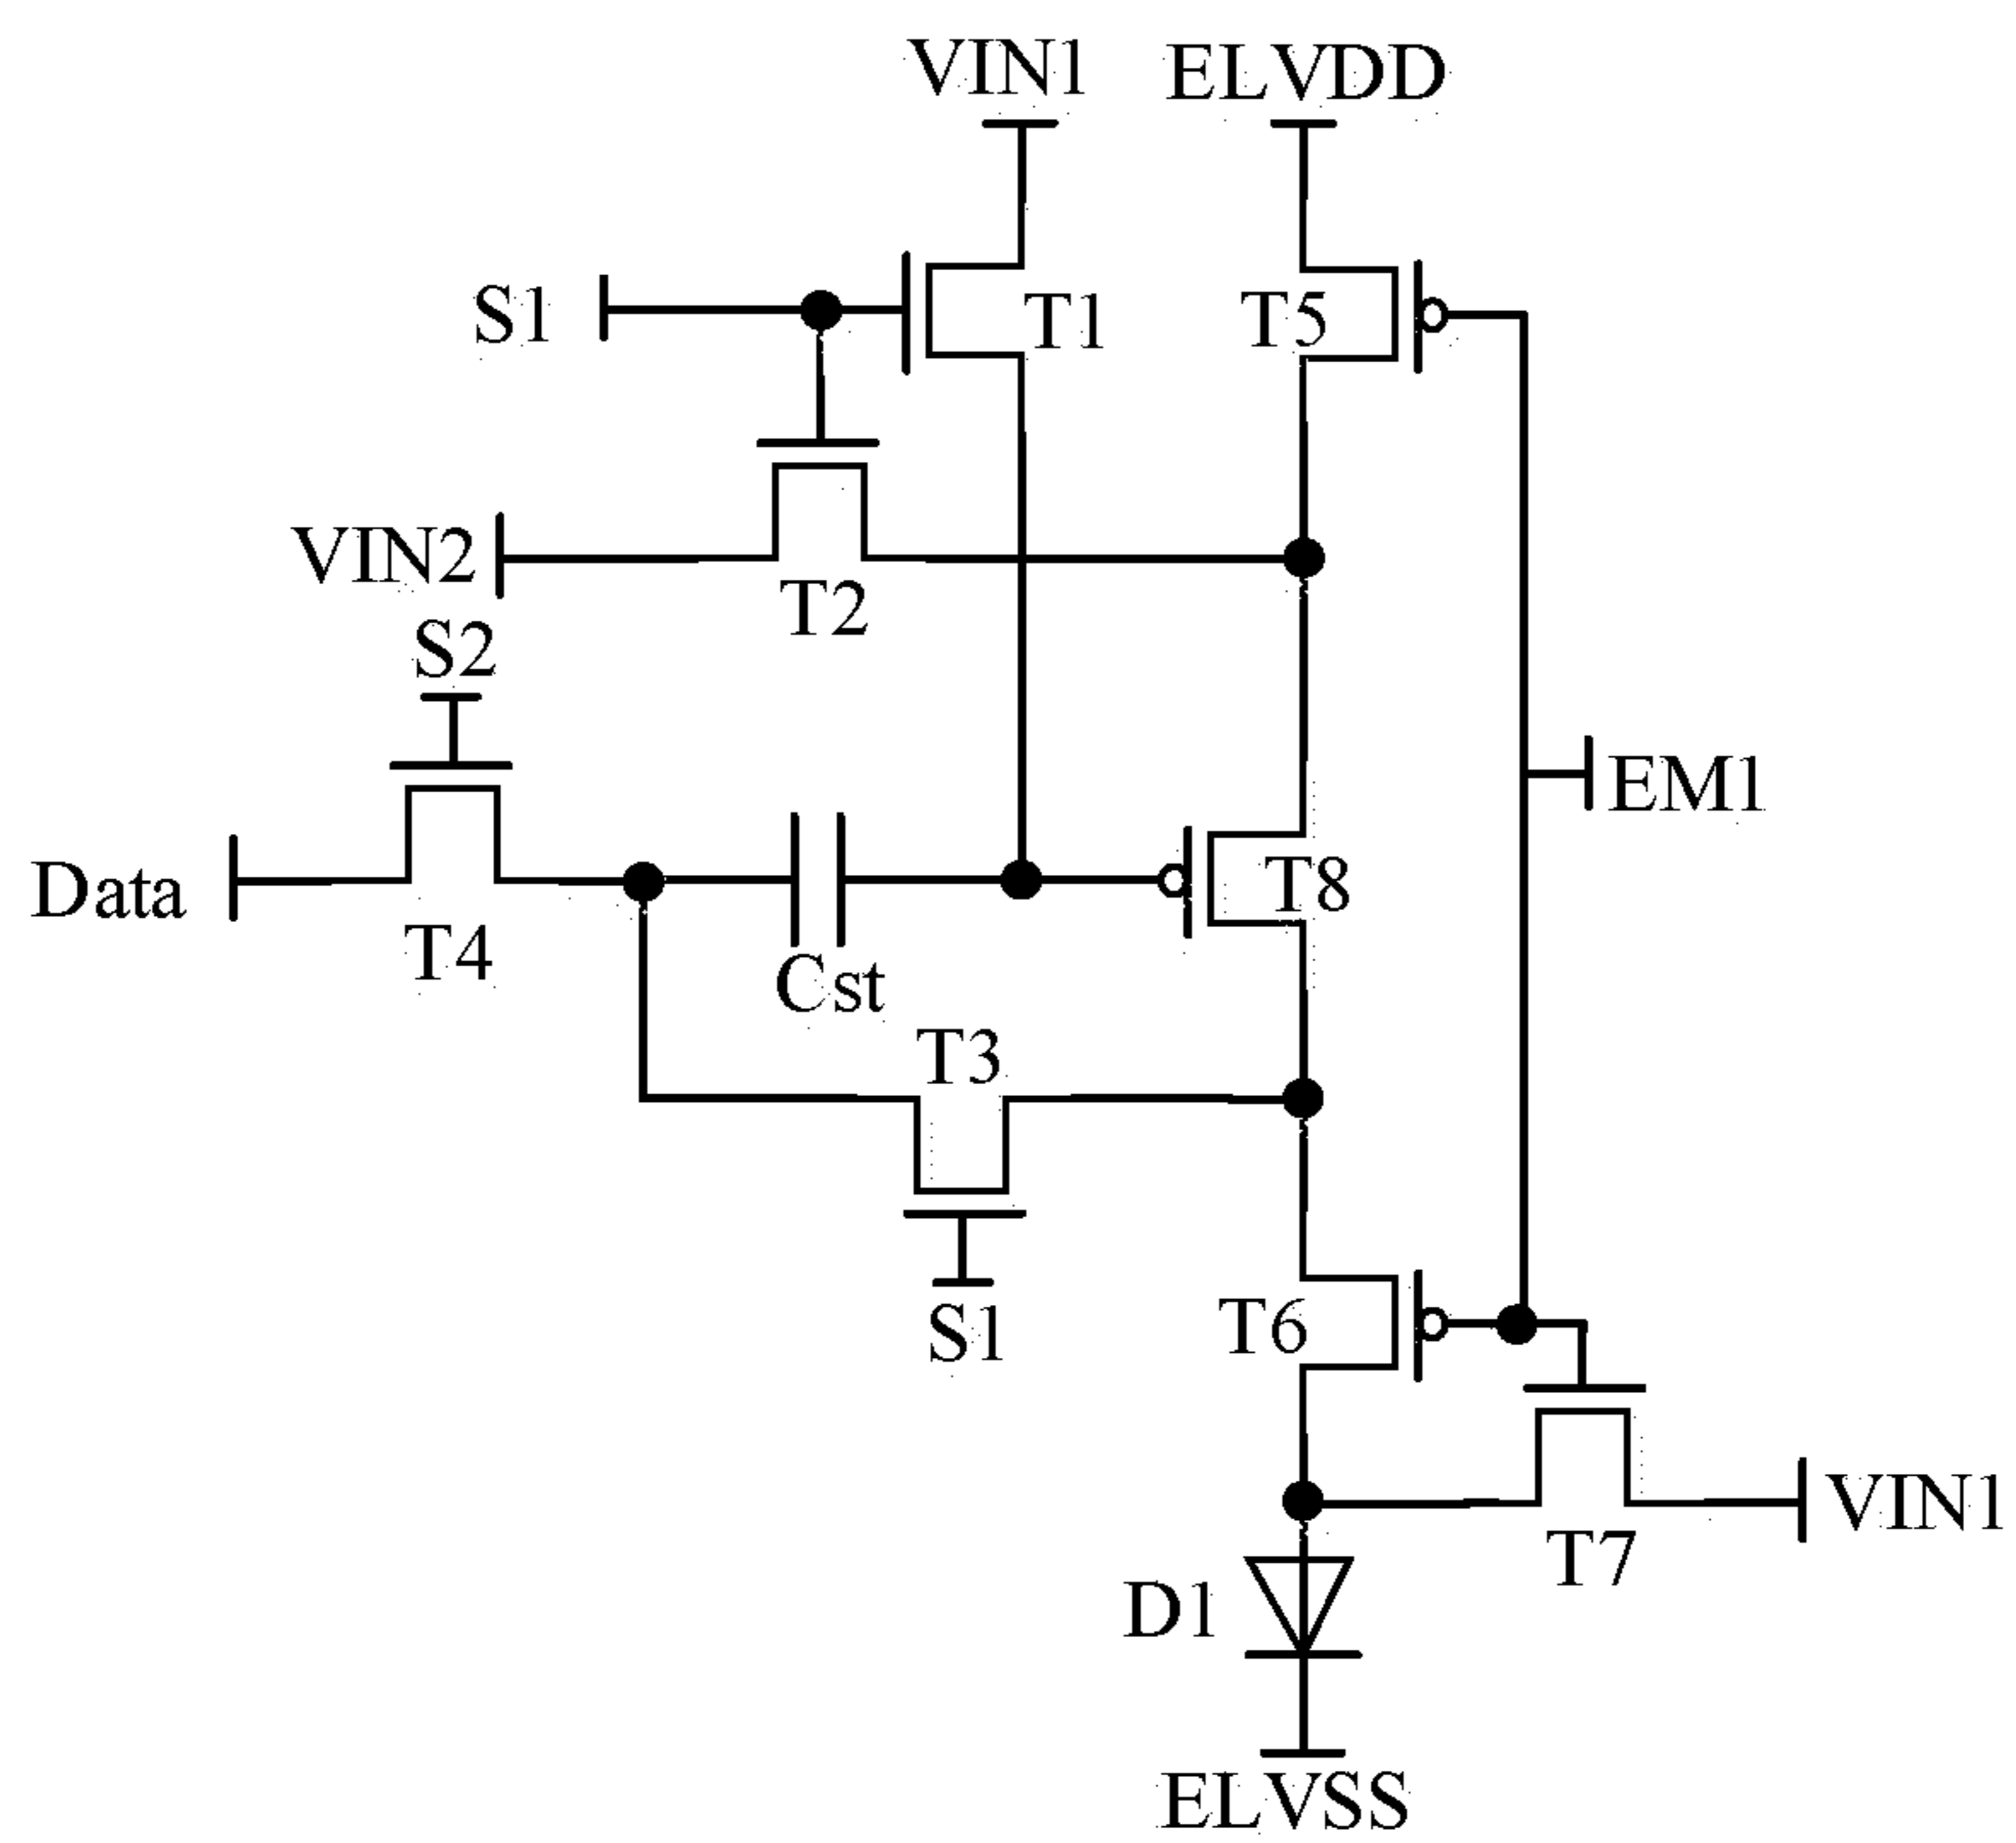 VIN1
ELVDD
S1
T1
T5
VIN2
T2
S2
EM1
Data
T8
T4
Cst
T3
S1
T6
VIN1
T7
D1
ELVSS